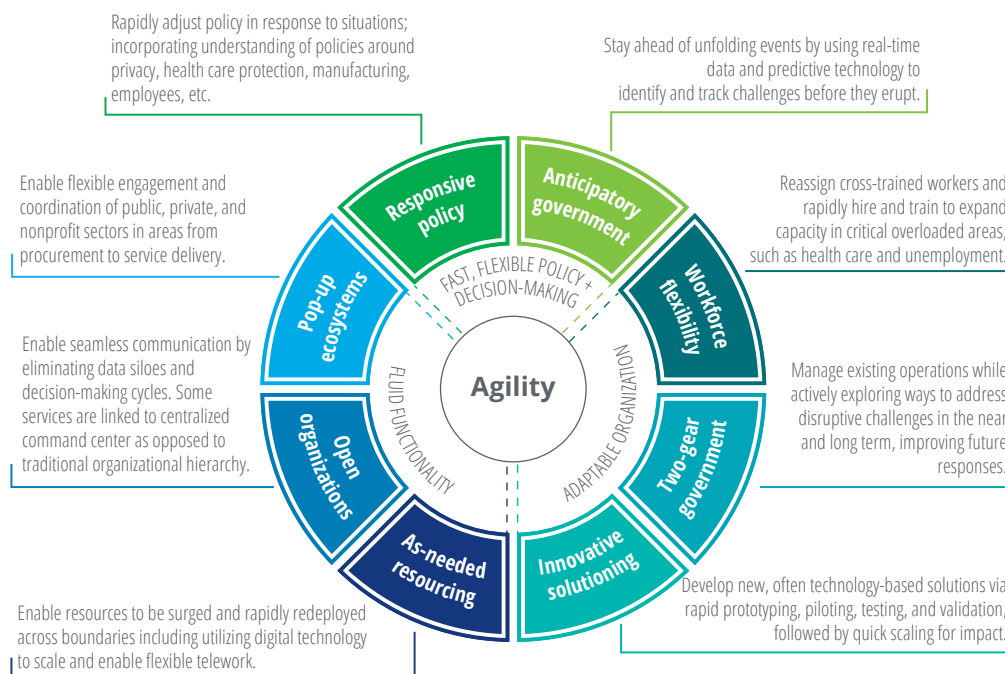 Rapidly adjust policy in response to situations;
incorporating understanding of policies around
privacy, health care protection, manufacturing,
employees, etc.
Stay ahead of unfolding events by using real-time
data and predictive technology to
identify and track challenges before they erupt.
Enable flexible engagement and
coordination of public, private, and
nonprofit sectors in areas from
procurement to service delivery.
Reassign cross-trained workers and
rapidly hire and train to expand
capacity in critical overloaded areas,
such as health care and unemployment.
Enable seamless communication by
eliminating data siloes and
decision-making cycles. Some
services are linked to centralized
command center as opposed to
traditional organizational hierarchy.
Manage existing operations while
actively exploring ways to address
disruptive challenges in the near
and long term, improving future
responses.
Enable resources to be surged and rapidly redeployed
across boundaries including utilizing digital technology
to scale and enable flexible telework.
Develop new, often technology-based solutions via
rapid prototyping, piloting, testing, and validation,
followed by quick scaling for impact.
Responsive
policy
Anticipatory
government
Workforce
flexibility
Two-gear
government
Innovative
solutioning
As-needed
resourcing
Open
organizations
Pop-up
ecosystems
FAST, FLEXIBLE POLICY +
DECISION-MAKING
ADAPTABLE ORGANIZATION
FLUID FUNCTIONALITY
Agility